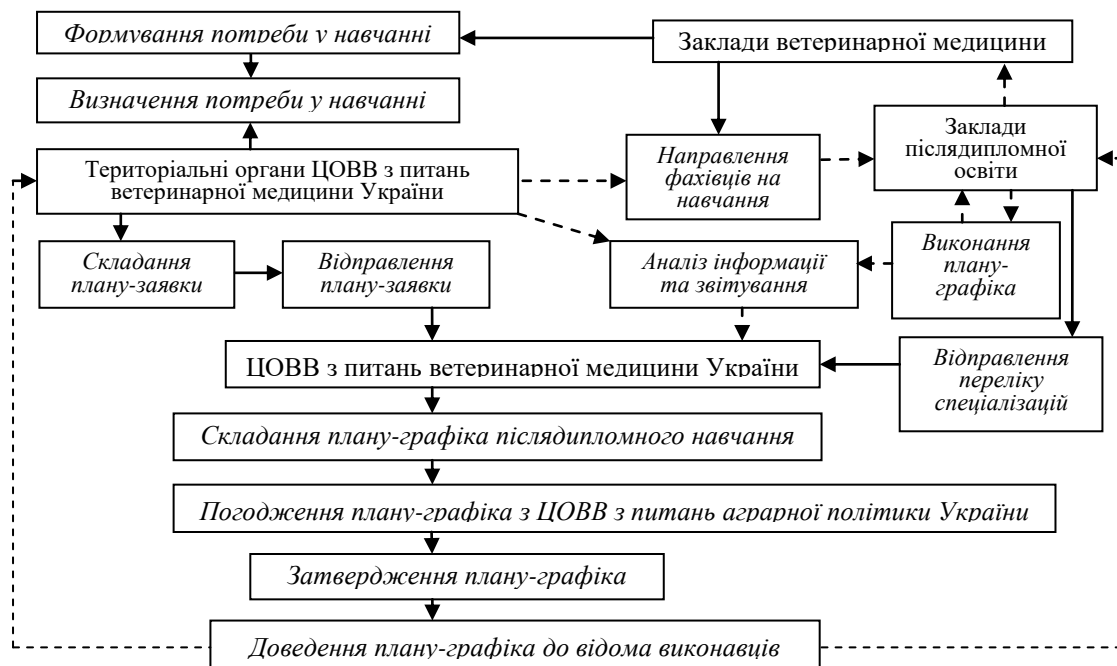 Формування потреби у навчанні
Заклади ветеринарної медицини
Визначення потреби у навчанні
Заклади
післядипломної
освіти
Територіальні органи ЦОВВ з питань
ветеринарної медицини України
Направлення
фахівців на
навчання
Складання
плану-заявки
Відправлення
плану-заявки
Аналіз інформації
та звітування
Виконання
плану-
графіка
ЦОВВ з питань ветеринарної медицини України
Відправлення
переліку
спеціалізацій
Складання плану-графіка післядипломного навчання
Погодження плану-графіка з ЦОВВ з питань аграрної політики України
Затвердження плану-графіка
Доведення плану-графіка до відома виконавців